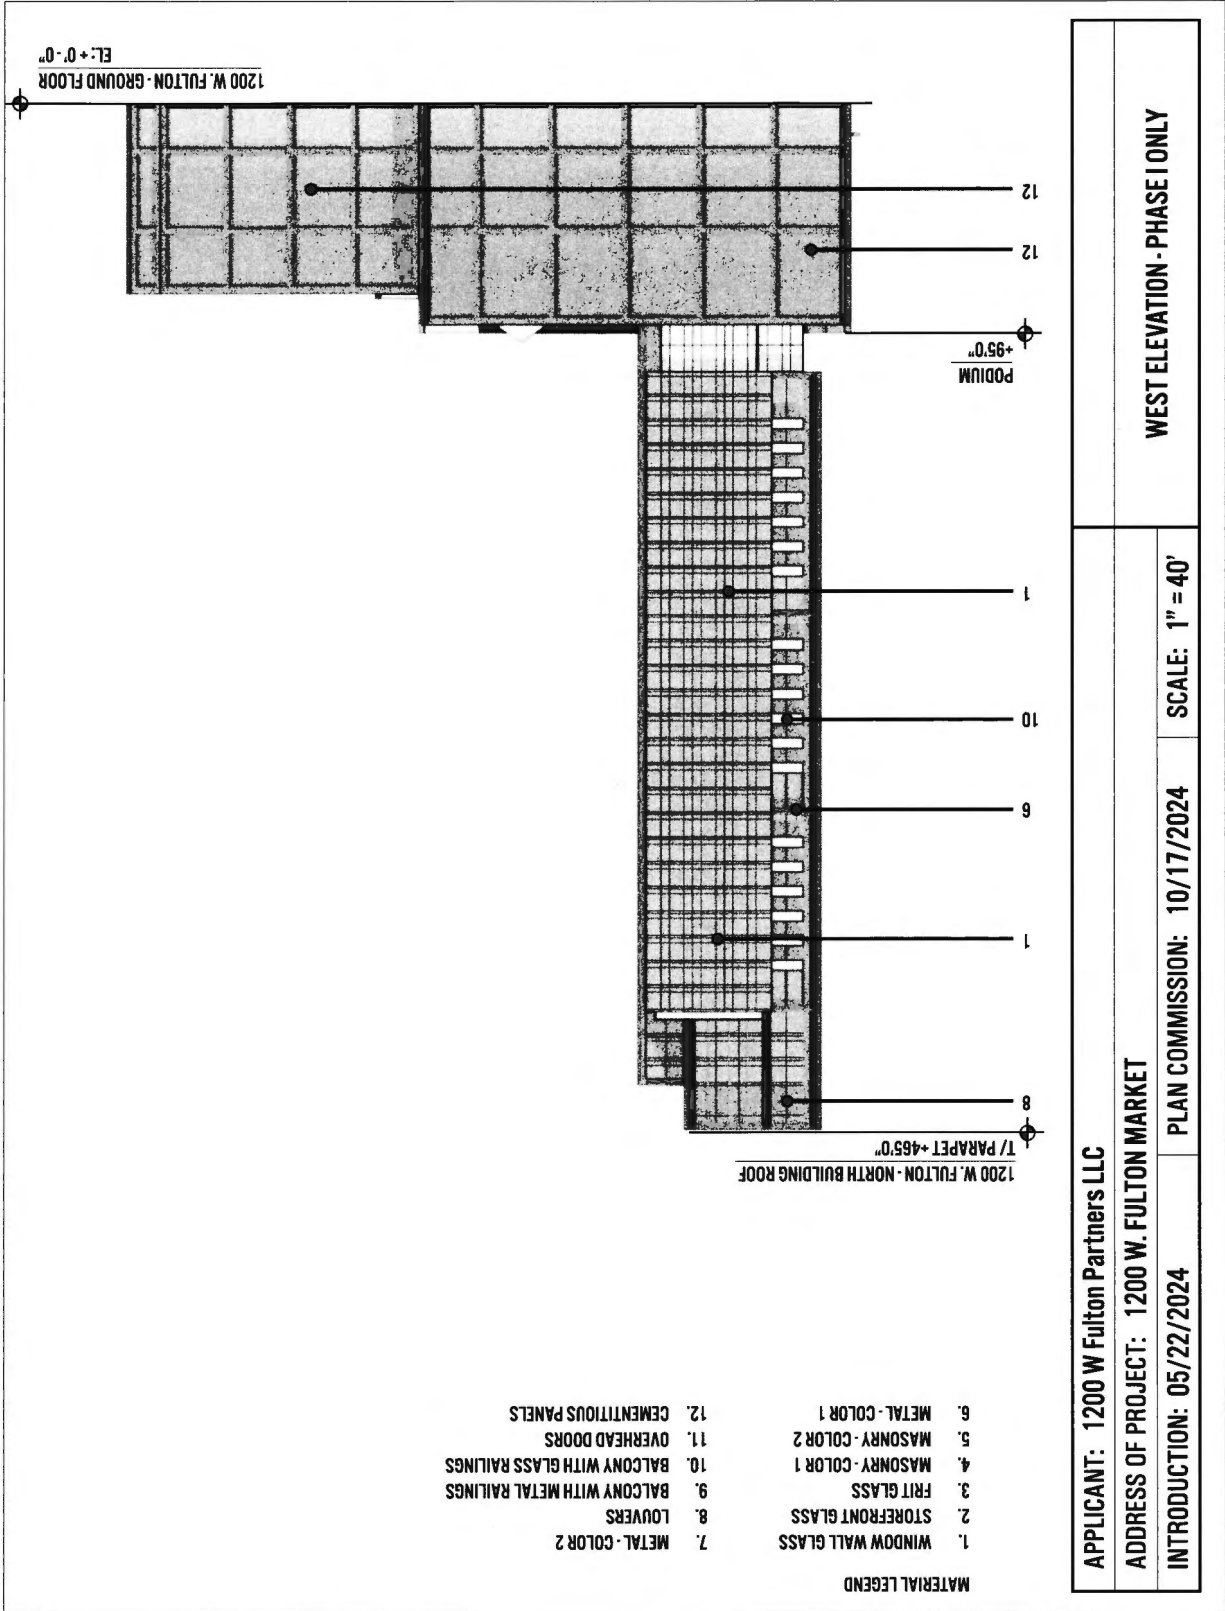 MATERIAL LEGEND
1. WINDOW WALL GLASS
2. STOREFRONT GLASS
3. FRIT GLASS
4. MASONRY - COLOR 1
5. MASONRY - COLOR 2
6. METAL - COLOR 1
7. METAL - COLOR 2
8. LOUVERS
9. BALCONY WITH METAL RAILINGS
10. BALCONY WITH GLASS RAILINGS
11. OVERHEAD DOORS
12. CEMENTITIOUS PANELS
1200 W. FULTON - NORTH BUILDING ROOF
T/ PARAPET +465'0"
8
1
6
10
1
PODIUM
+95'0"
12
12
1200 W. FULTON - GROUND FLOOR
EL: + 0' - 0"
APPLICANT: 1200 W Fulton Partners LLC
ADDRESS OF PROJECT: 1200 W. FULTON MARKET
INTRODUCTION: 05/22/2024
PLAN COMMISSION: 10/17/2024
SCALE: 1" = 40'
WEST ELEVATION - PHASE I ONLY